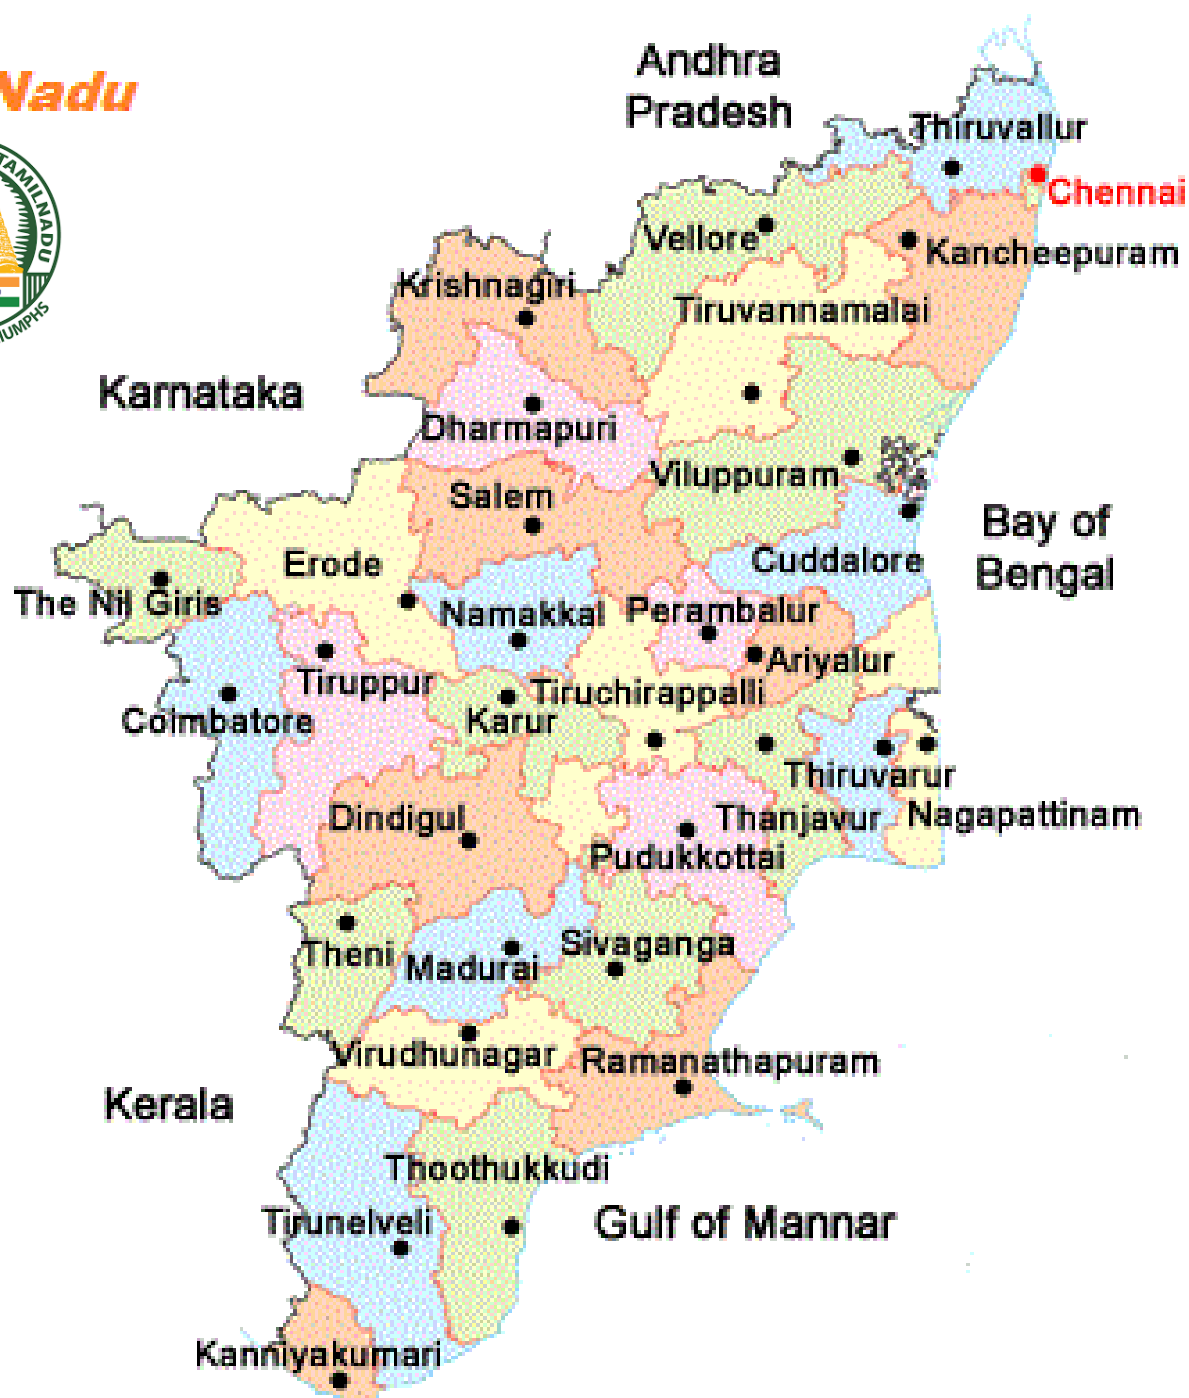 Nadu
TAMILNADU
Andhra
Pradesh
Thiruvallur
Chennai
Vellore
Kancheepuram
Krishnagiri
Tiruvannamalai
Karnataka
Dharmapuri
Viluppuram
Salem
Bay of
Bengal
Erode
Cuddalore
The Nil Giris
Namakkal
Perambalur
Ariyalur
Tiruppur
Tiruchirappalli
Coimbatore
Karur
Thiruvarur
Dindigul
Thanjavur
Nagapattinam
Pudukkottai
Theni
Madurai
Sivaganga
Virudhunagar
Ramanathapuram
Kerala
Thoothukkudi
Tirunelveli
Gulf of Mannar
Kanniyakumari